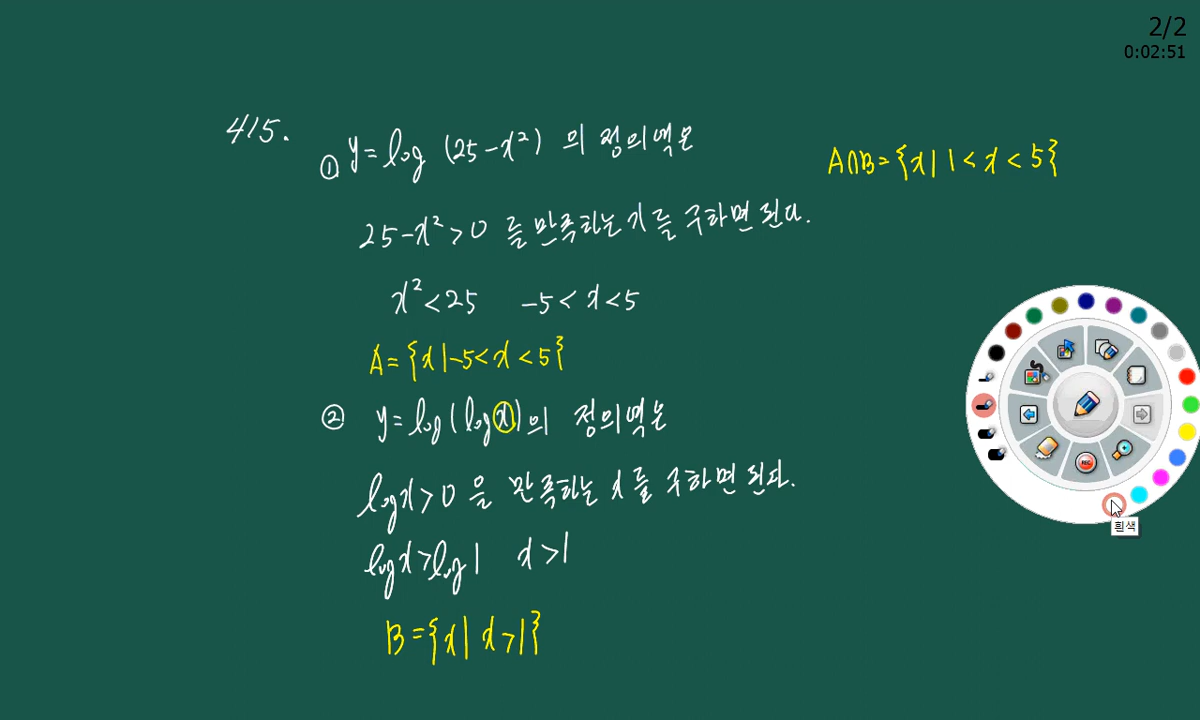 2/2
0:02:51
415.
① y=log (25-x²) 의 정의역은
25-x²>0 을 만족하는 x를 구하면 된다.
x²<25 -5<x<5
A={x|-5<x<5}
② y=log(log x)의 정의역은
log x>0 을 만족하는 x를 구하면 된다.
log x>log 1 x>1
B={x| x>1}
A∩B={x| 1<x<5}
REC
흰색